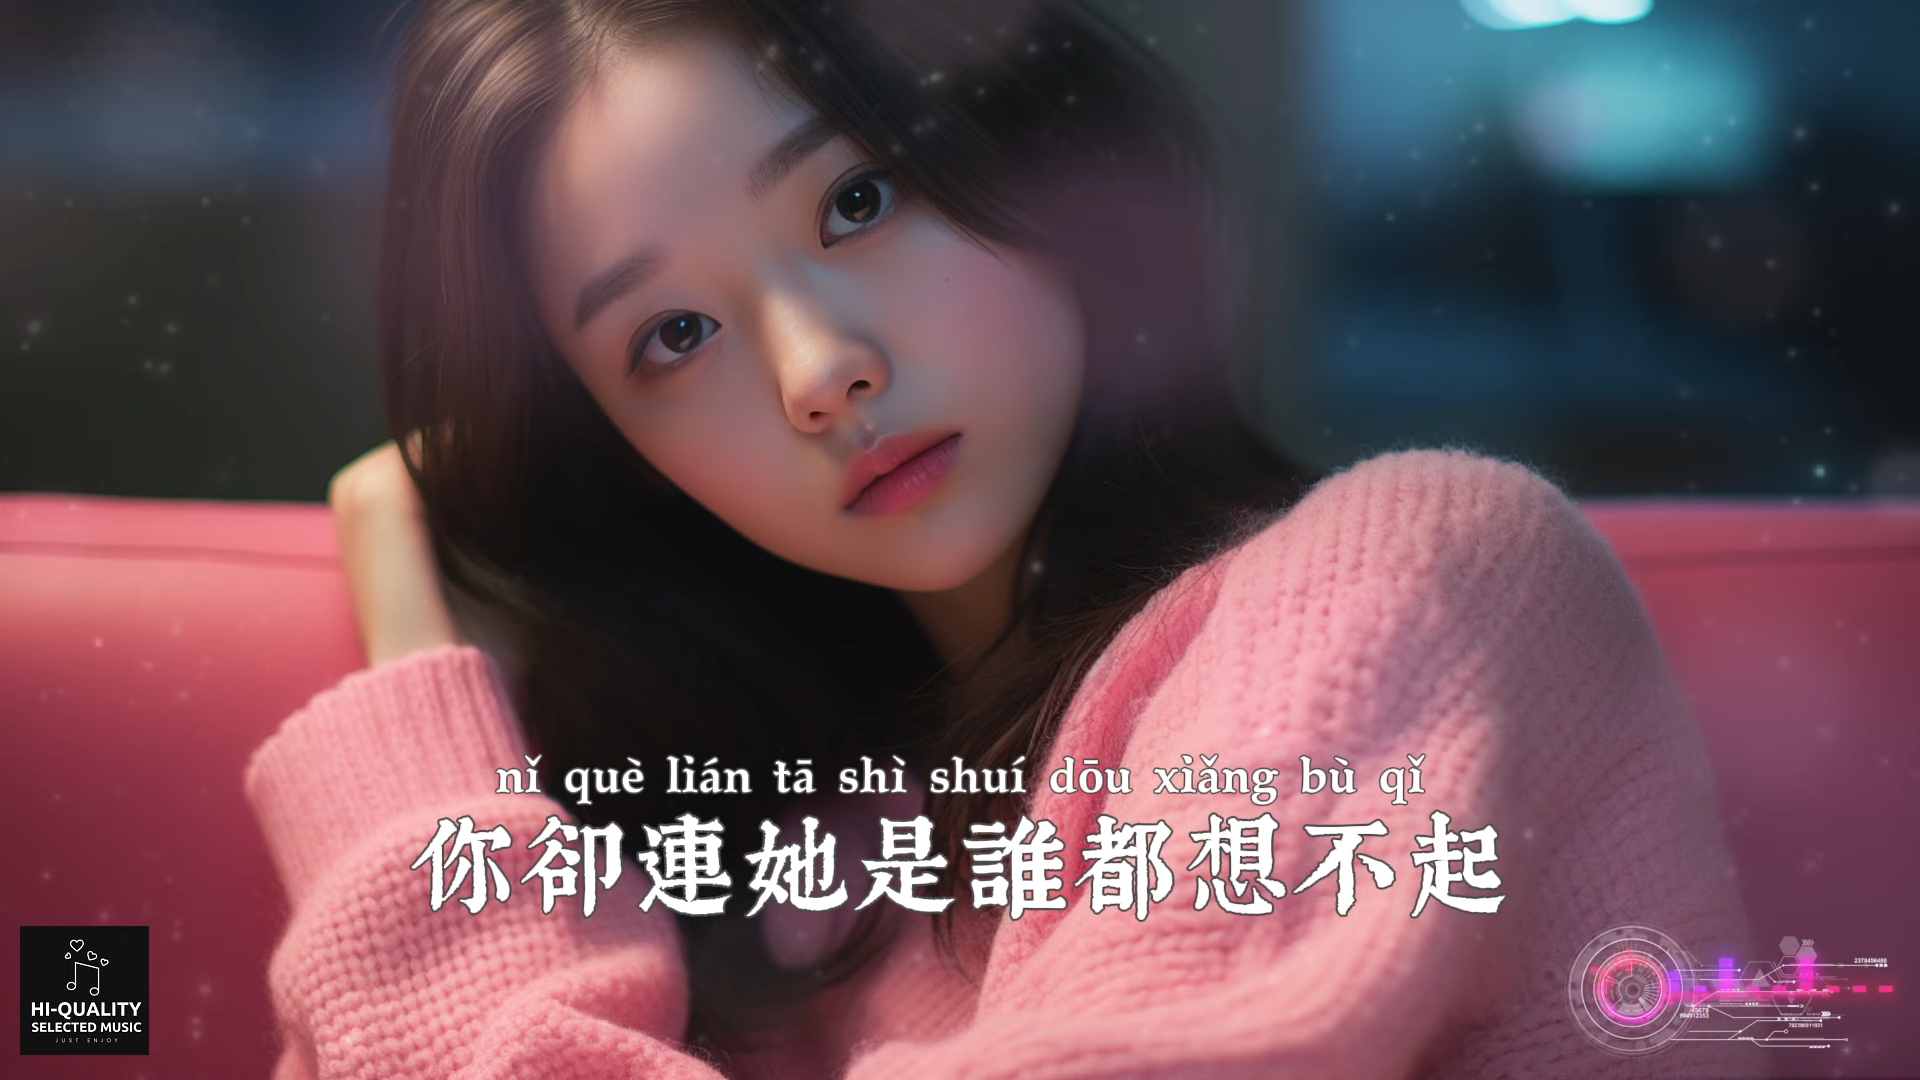 nǐ què lián tā shì shuí dōu xiǎng bù qǐ
你卻連她是誰都想不起
HI-QUALITY
SELECTED MUSIC
JUST ENJOY
2378456486